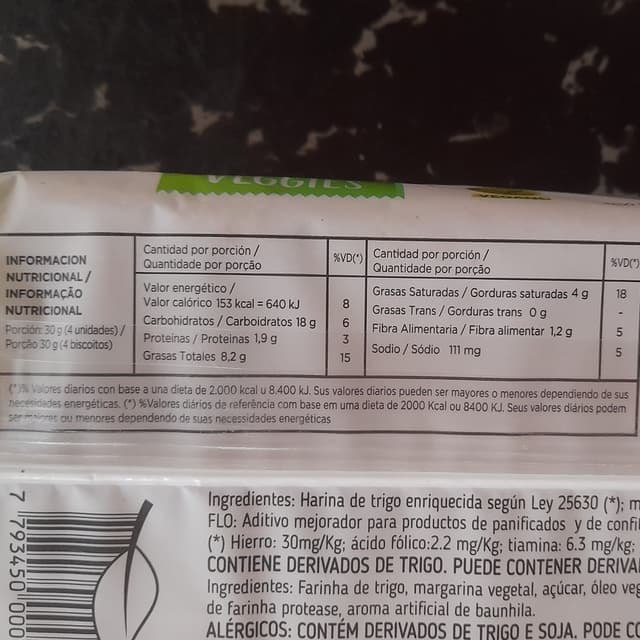 VEGGIES
INFORMACION
NUTRICIONAL /
INFORMAÇÃO
NUTRICIONAL
Porción: 30 g (4 unidades) /
Porção 30 g (4 biscoitos)
Cantidad por porción /
Quantidade por porção
%VD(*)
Valor energético /
Valor calórico 153 kcal = 640 kJ 8
Carbohidratos / Carboidratos 18 g 6
Proteínas / Proteinas 1,9 g 3
Grasas Totales 8,2 g 15
Cantidad por porción /
Quantidade por porção
%VD(*)
Grasas Saturadas / Gorduras saturadas 4 g 18
Grasas Trans / Gorduras trans 0 g -
Fibra Alimentaria / Fibra alimentar 1,2 g 5
Sodio / Sódio 111 mg 5
(*)% Valores diarios con base a una dieta de 2.000 kcal u 8.400 kJ. Sus valores diarios pueden ser mayores o menores dependiendo de sus
necesidades energéticas. (*) %Valores diários de referência com base em uma dieta de 2000 Kcal ou 8400 KJ. Seus valores diários podem
ser maiores ou menores dependendo de suas necessidades energéticas
Ingredientes: Harina de trigo enriquecida según Ley 25630 (*); m
FLO: Aditivo mejorador para productos de panificados y de confi
(*) Hierro: 30mg/Kg; ácido fólico:2.2 mg/Kg; tiamina: 6.3 mg/kg;
CONTIENE DERIVADOS DE TRIGO. PUEDE CONTENER DERIVA
Ingredientes: Farinha de trigo, margarina vegetal, açúcar, óleo veg
de farinha protease, aroma artificial de baunhila.
ALÉRGICOS: CONTÉM DERIVADOS DE TRIGO E SOJA. PODE CO
7 793450 000